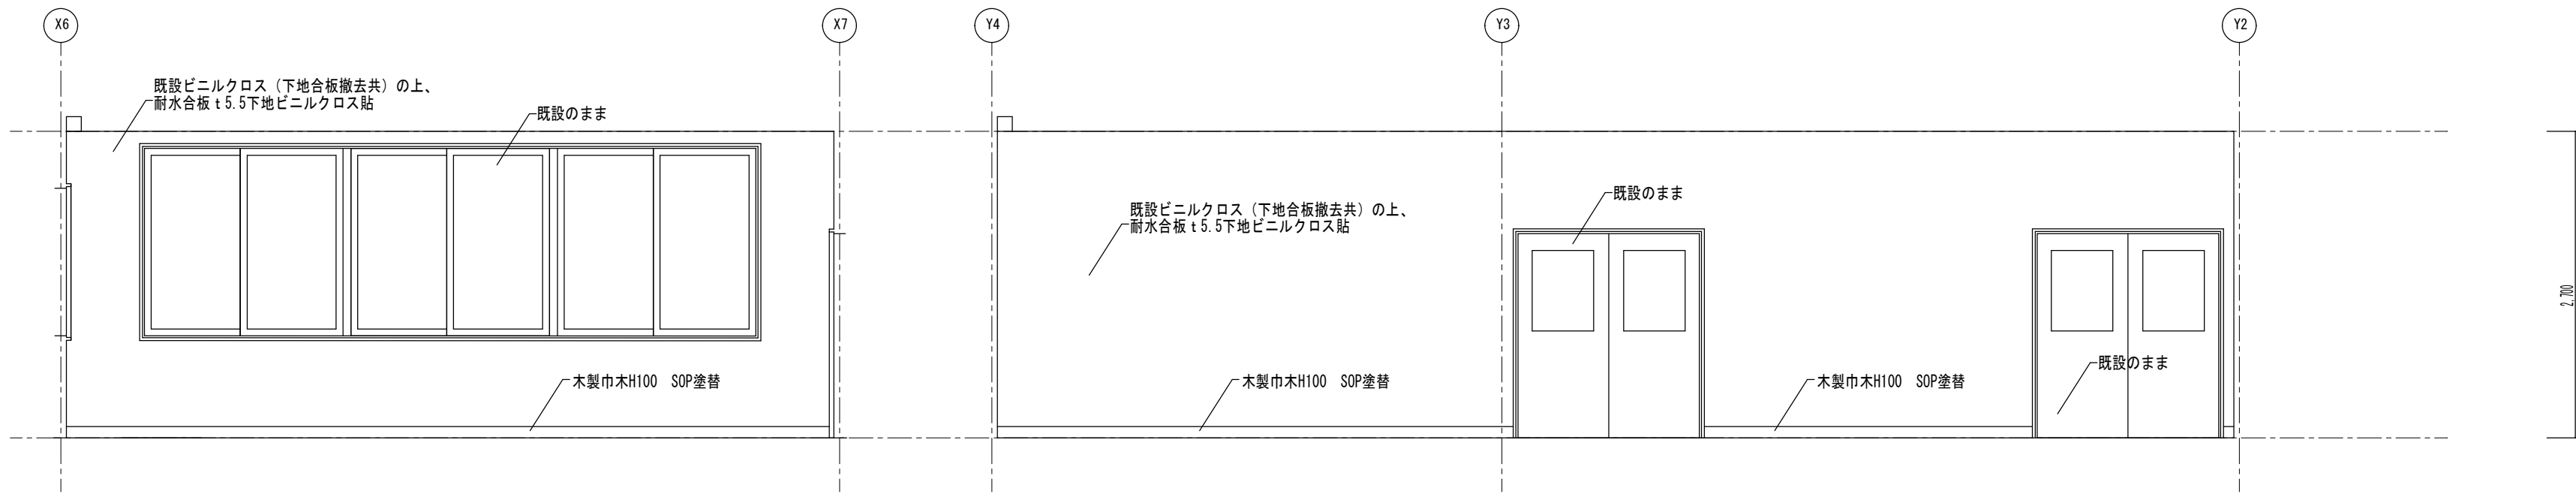 X6
X7
Y4
Y3
Y2
既設ビニルクロス（下地合板撤去共）の上、
耐水合板ｔ5.5下地ビニルクロス貼
既設のまま
木製巾木H100　SOP塗替
既設ビニルクロス（下地合板撤去共）の上、
耐水合板ｔ5.5下地ビニルクロス貼
既設のまま
木製巾木H100　SOP塗替
木製巾木H100　SOP塗替
既設のまま
2,700